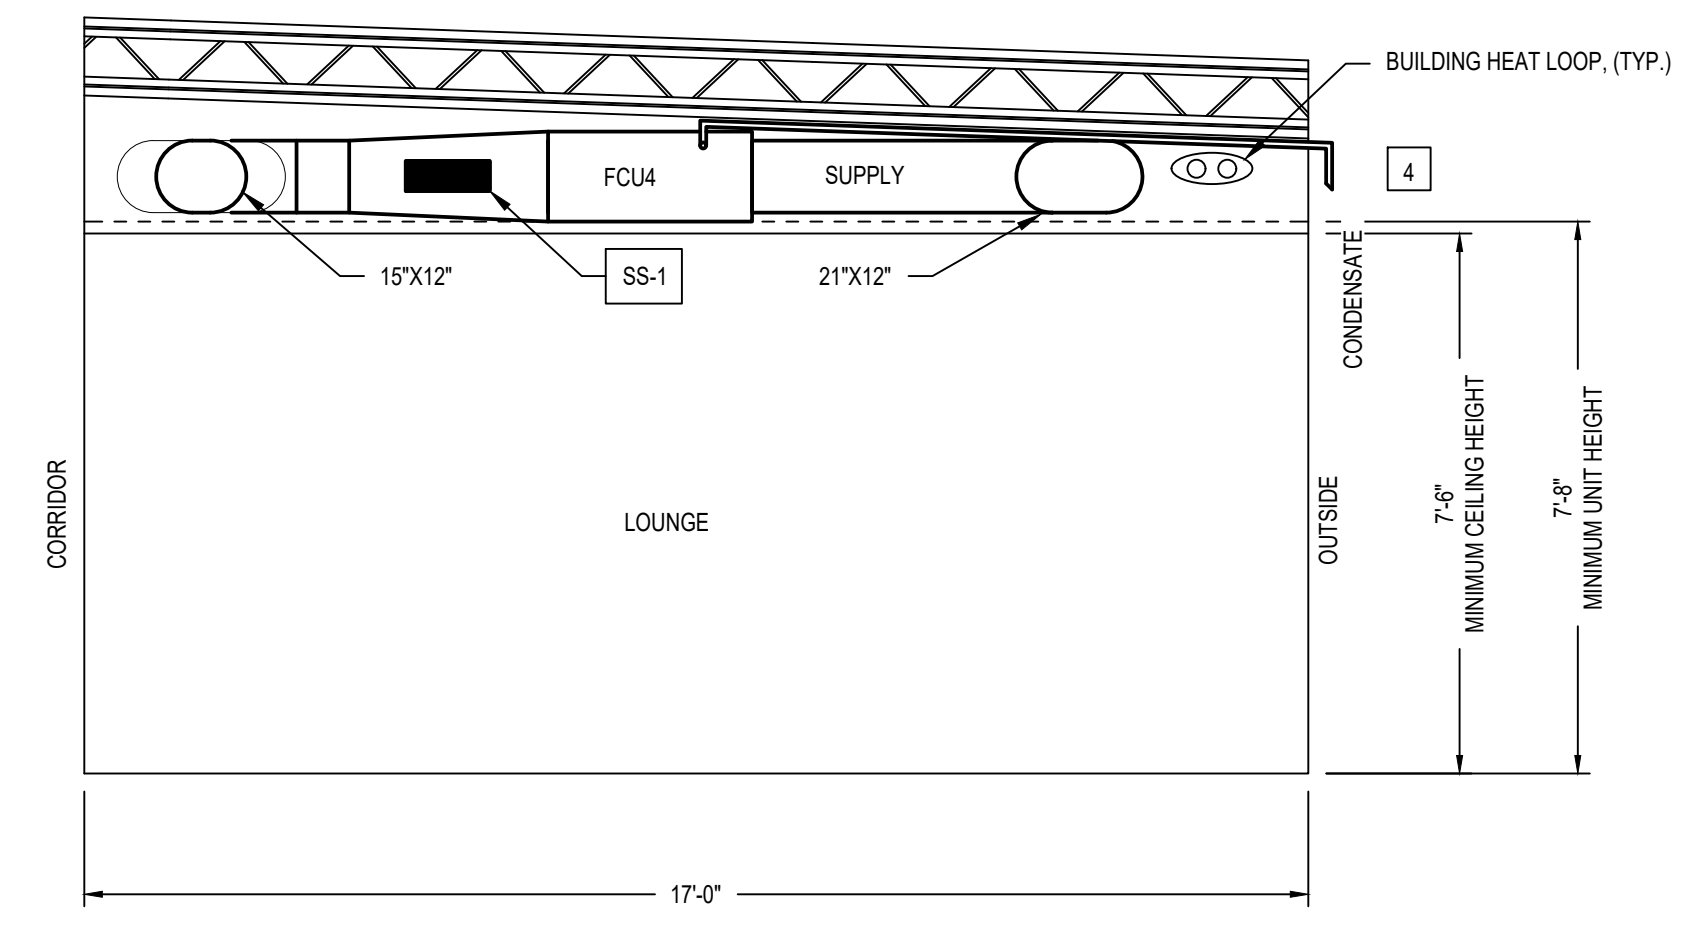 BUILDING HEAT LOOP, (TYP.)
4
FCU4
SUPPLY
15"X12"
SS-1
21"X12"
CONDENSATE
CORRIDOR
LOUNGE
OUTSIDE
7'-6"
MINIMUM CEILING HEIGHT
7'-8"
MINIMUM UNIT HEIGHT
17'-0"